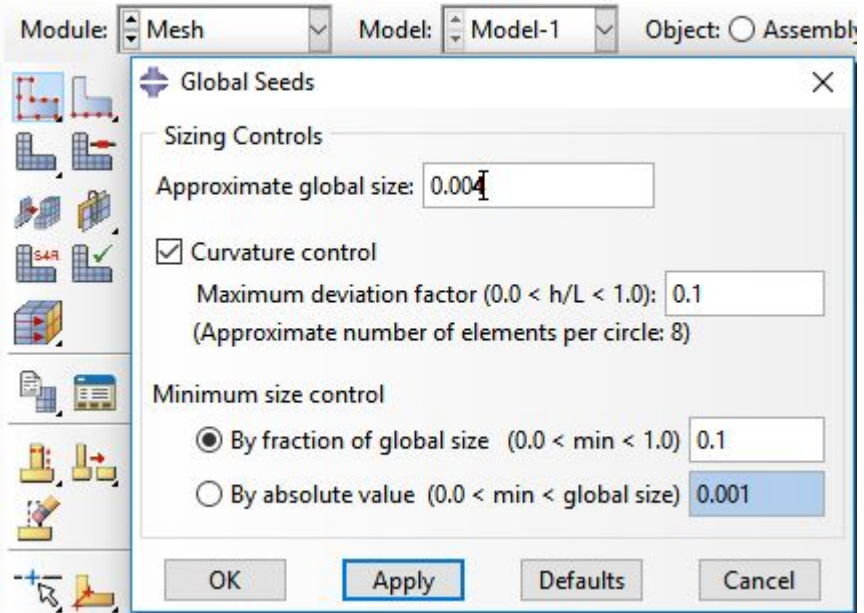 Module: Mesh Model: Model-1 Object: Assembly
Global Seeds
Sizing Controls
Approximate global size: 0.004
Curvature control
Maximum deviation factor (0.0 < h/L < 1.0): 0.1
(Approximate number of elements per circle: 8)
Minimum size control
By fraction of global size (0.0 < min < 1.0) 0.1
By absolute value (0.0 < min < global size) 0.001
OK Apply Defaults Cancel
S4R